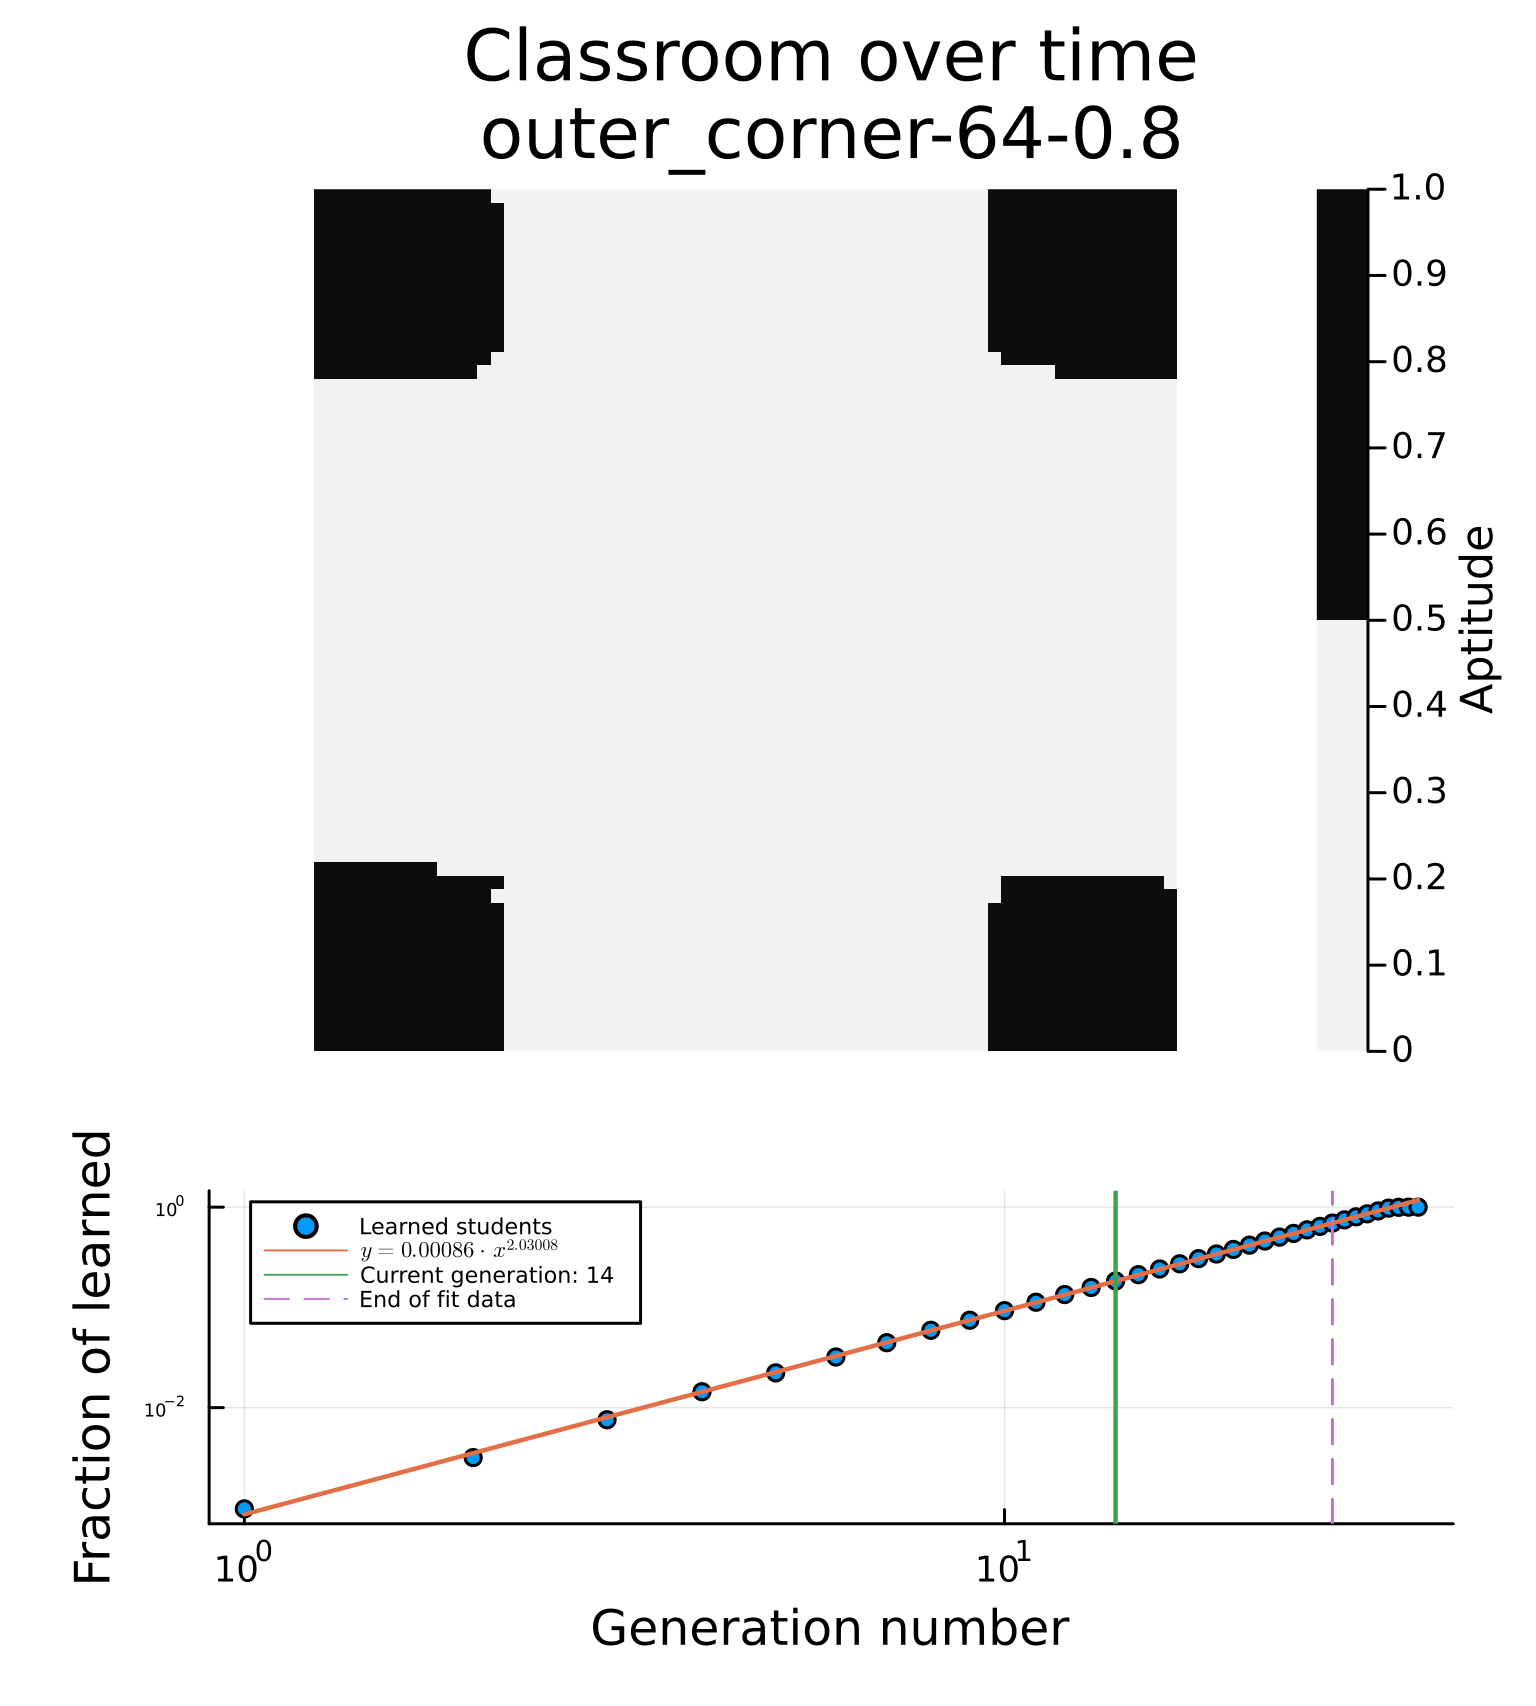 Classroom over time
outer_corner-64-0.8
1.0
0.9
0.8
0.7
0.6
0.5
0.4
0.3
0.2
0.1
0
Aptitude
Fraction of learned
10⁰
10⁻²
Learned students
y = 0.00086 · x^2.03008
Current generation: 14
End of fit data
10⁰
10¹
Generation number